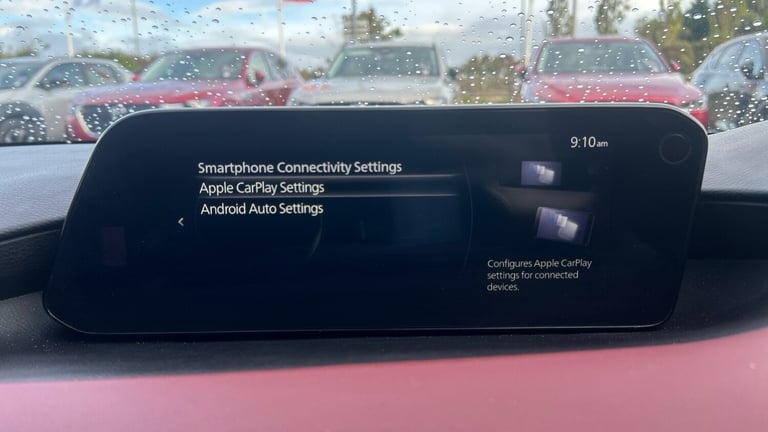 9:10am
Smartphone Connectivity Settings
Apple CarPlay Settings
Android Auto Settings
Configures Apple CarPlay
settings for connected
devices.